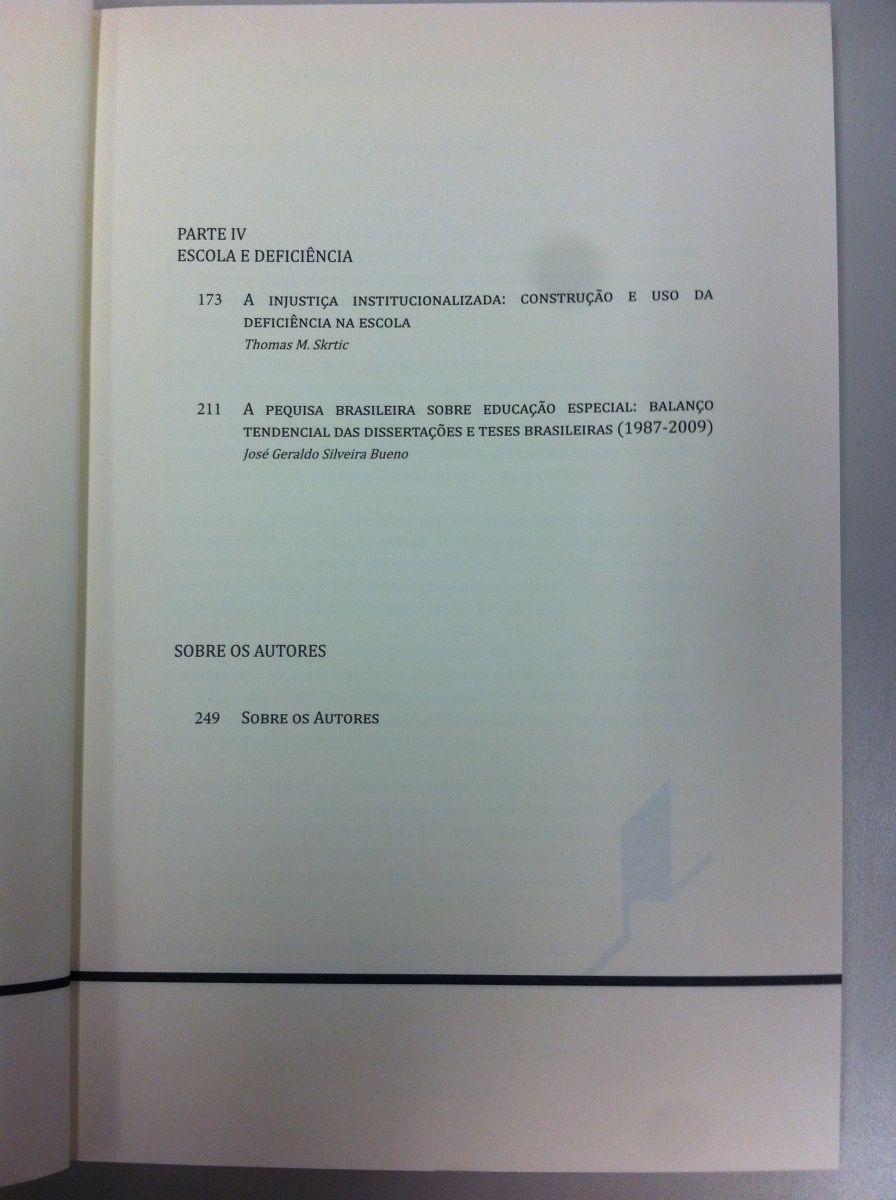 PARTE IV
ESCOLA E DEFICIÊNCIA
173 A INJUSTIÇA INSTITUCIONALIZADA: CONSTRUÇÃO E USO DA
DEFICIÊNCIA NA ESCOLA
Thomas M. Skrtic
211 A PEQUISA BRASILEIRA SOBRE EDUCAÇÃO ESPECIAL: BALANÇO
TENDENCIAL DAS DISSERTAÇÕES E TESES BRASILEIRAS (1987-2009)
José Geraldo Silveira Bueno
SOBRE OS AUTORES
249 SOBRE OS AUTORES